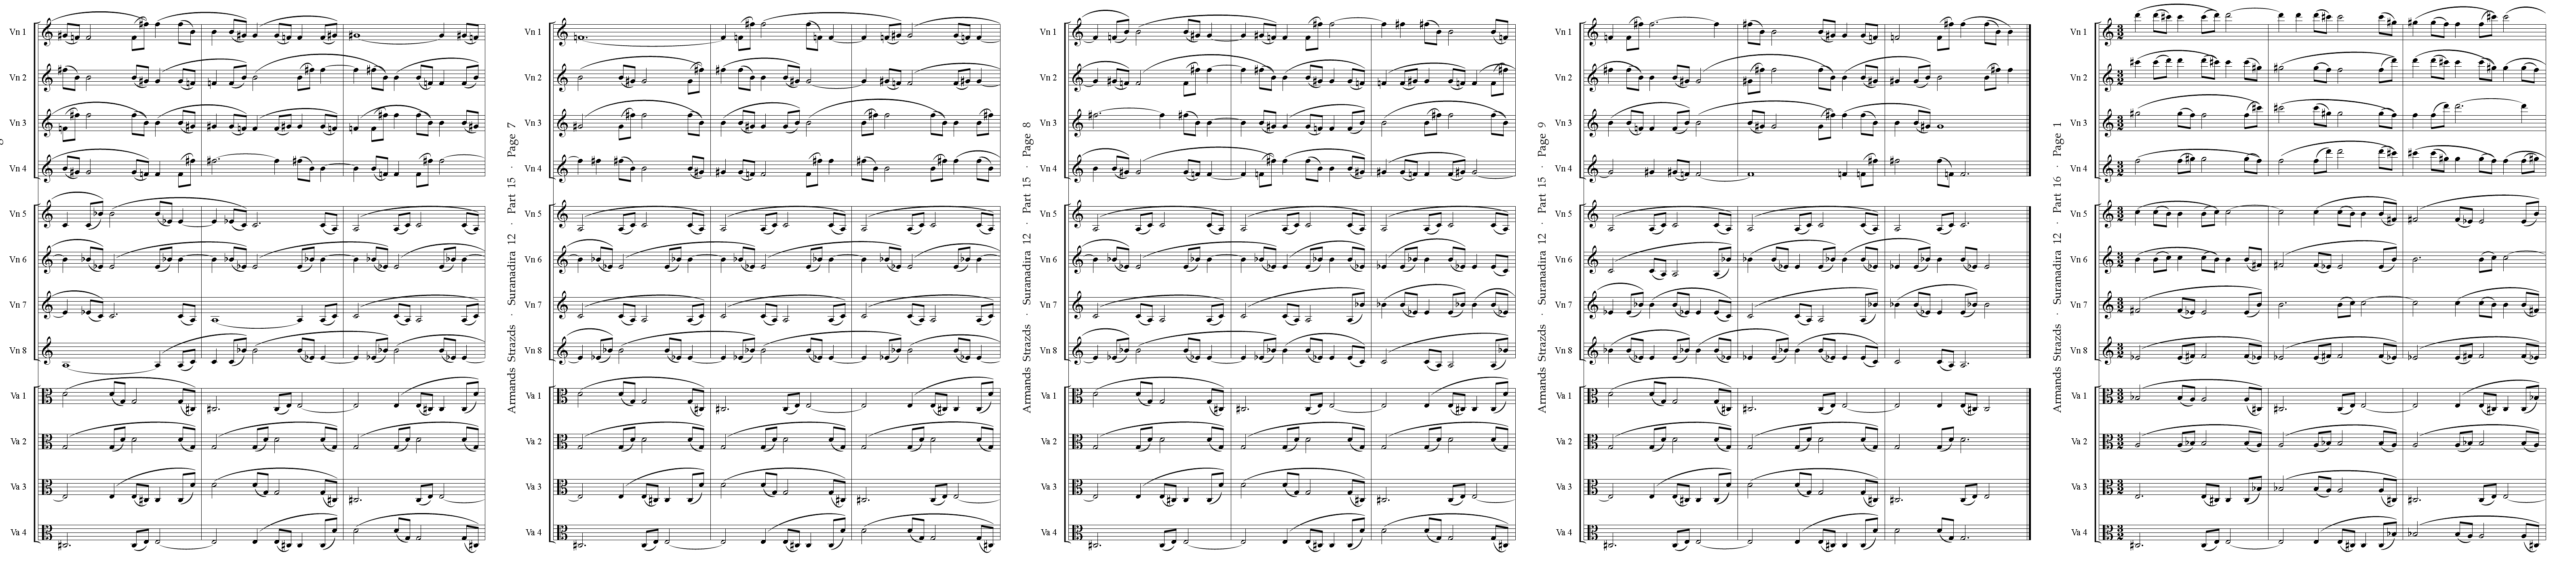 Vn 1
Vn 2
Vn 3
Vn 4
Vn 5
Vn 6
Vn 7
Vn 8
Va 1
Va 2
Va 3
Va 4
Armands Strazds · Suranadira 12 · Part 15 · Page 7
Vn 1
Vn 2
Vn 3
Vn 4
Vn 5
Vn 6
Vn 7
Vn 8
Va 1
Va 2
Va 3
Va 4
Armands Strazds · Suranadira 12 · Part 15 · Page 8
Vn 1
Vn 2
Vn 3
Vn 4
Vn 5
Vn 6
Vn 7
Vn 8
Va 1
Va 2
Va 3
Va 4
Armands Strazds · Suranadira 12 · Part 15 · Page 9
Vn 1
Vn 2
Vn 3
Vn 4
Vn 5
Vn 6
Vn 7
Vn 8
Va 1
Va 2
Va 3
Va 4
Armands Strazds · Suranadira 12 · Part 16 · Page 1
Vn 1
Vn 2
Vn 3
Vn 4
Vn 5
Vn 6
Vn 7
Vn 8
Va 1
Va 2
Va 3
Va 4